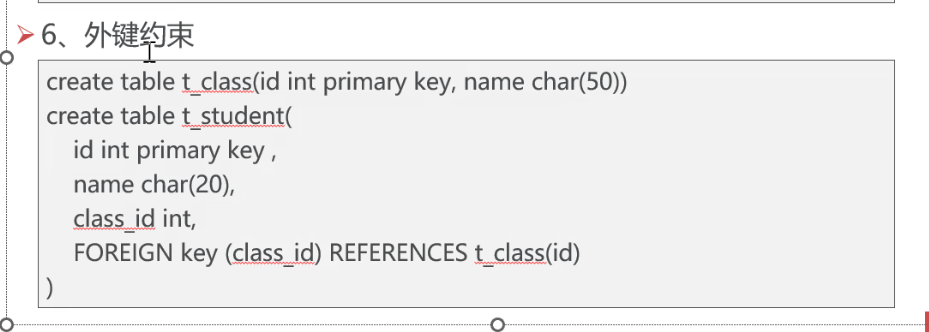 6、外键约束
create table t_class(id int primary key, name char(50))
create table t_student(
id int primary key ,
name char(20),
class_id int,
FOREIGN key (class_id) REFERENCES t_class(id)
)